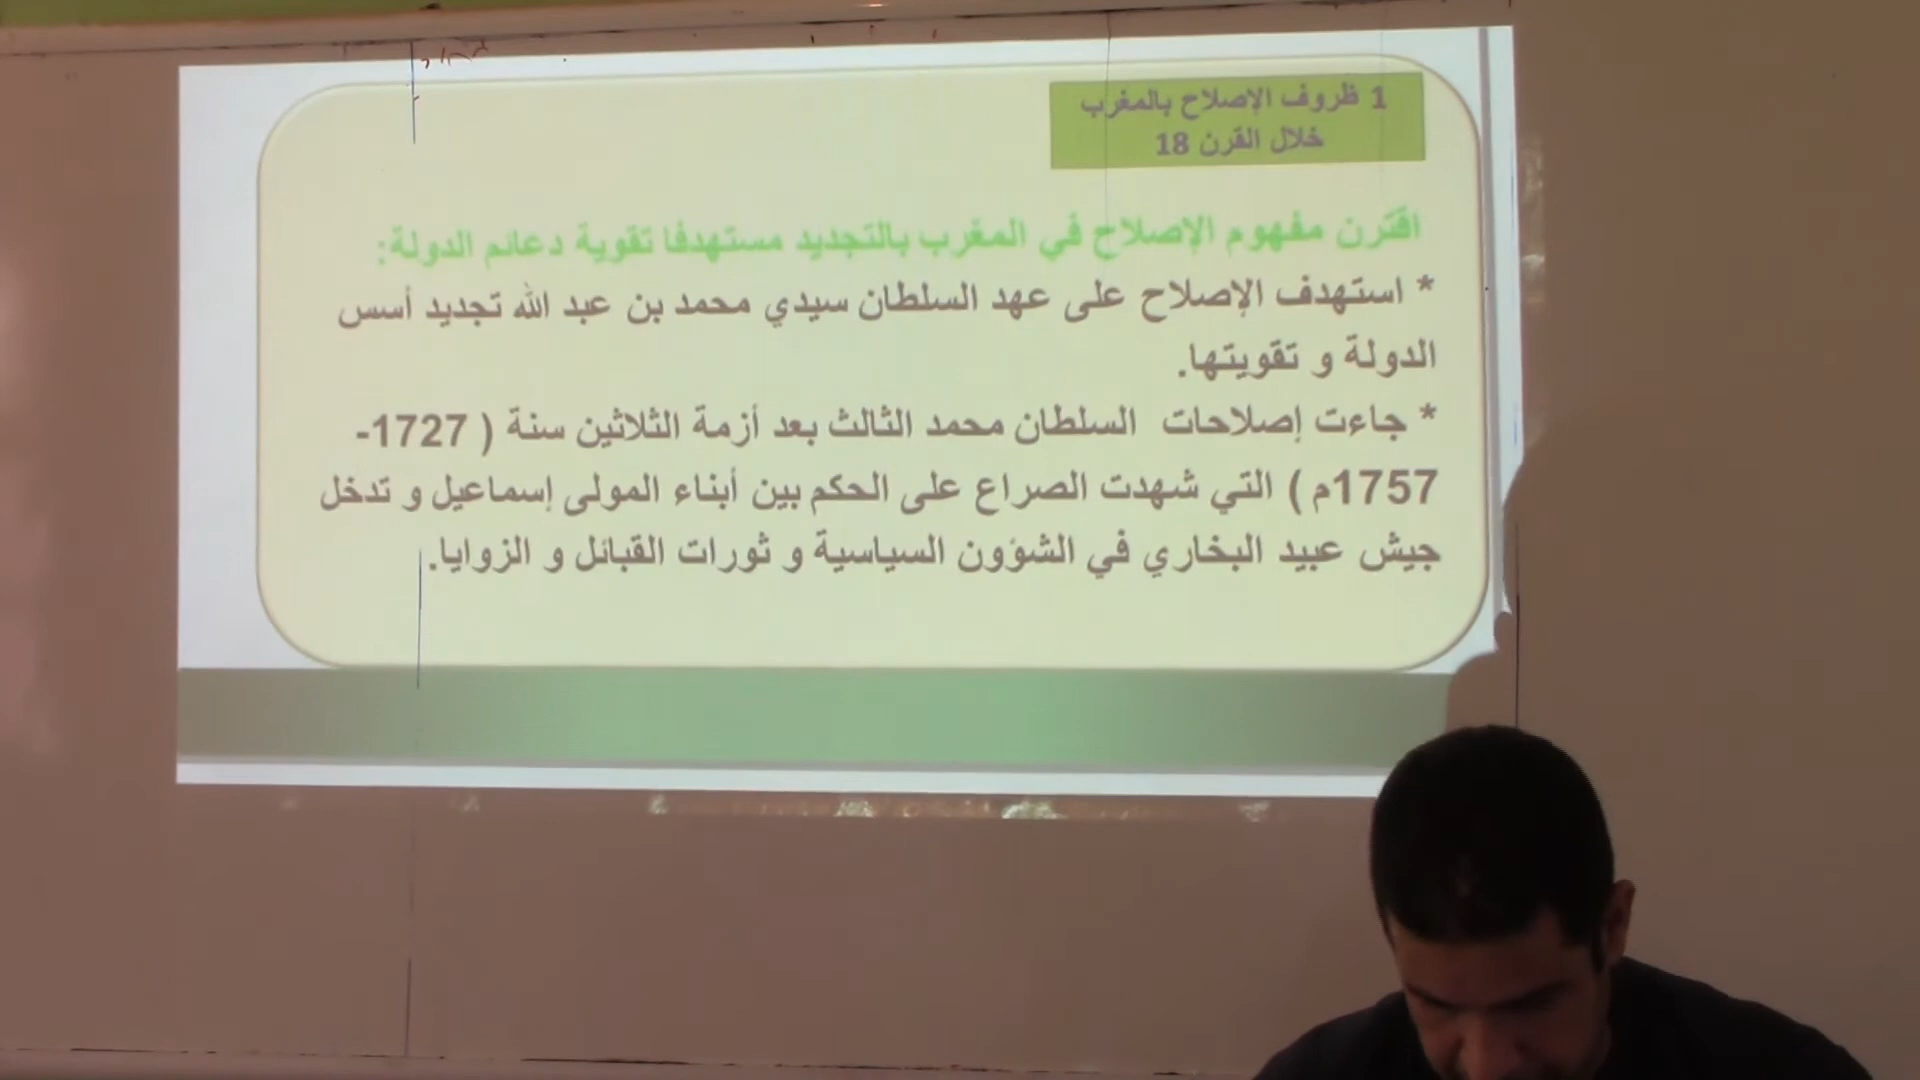 1 ظروف الإصلاح بالمغرب
خلال القرن 18
اقترن مفهوم الإصلاح في المغرب بالتجديد مستهدفا تقوية دعائم الدولة:
* استهدف الإصلاح على عهد السلطان سيدي محمد بن عبد الله تجديد أسس
الدولة و تقويتها.
* جاءت إصلاحات السلطان محمد الثالث بعد أزمة الثلاثين سنة ( 1727-
1757م ) التي شهدت الصراع على الحكم بين أبناء المولى إسماعيل و تدخل
جيش عبيد البخاري في الشؤون السياسية و ثورات القبائل و الزوايا.